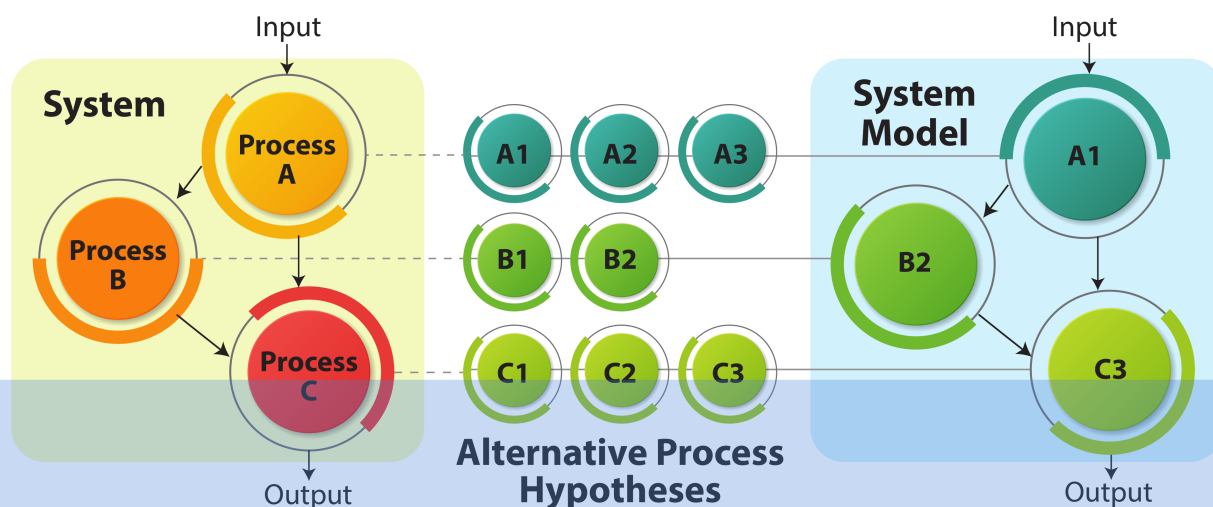 Input
System
Process
A
Process
B
Process
C
Output
A1 A2 A3
B1 B2
C1 C2 C3
Alternative Process
Hypotheses
Input
System
Model
A1
B2
C3
Output